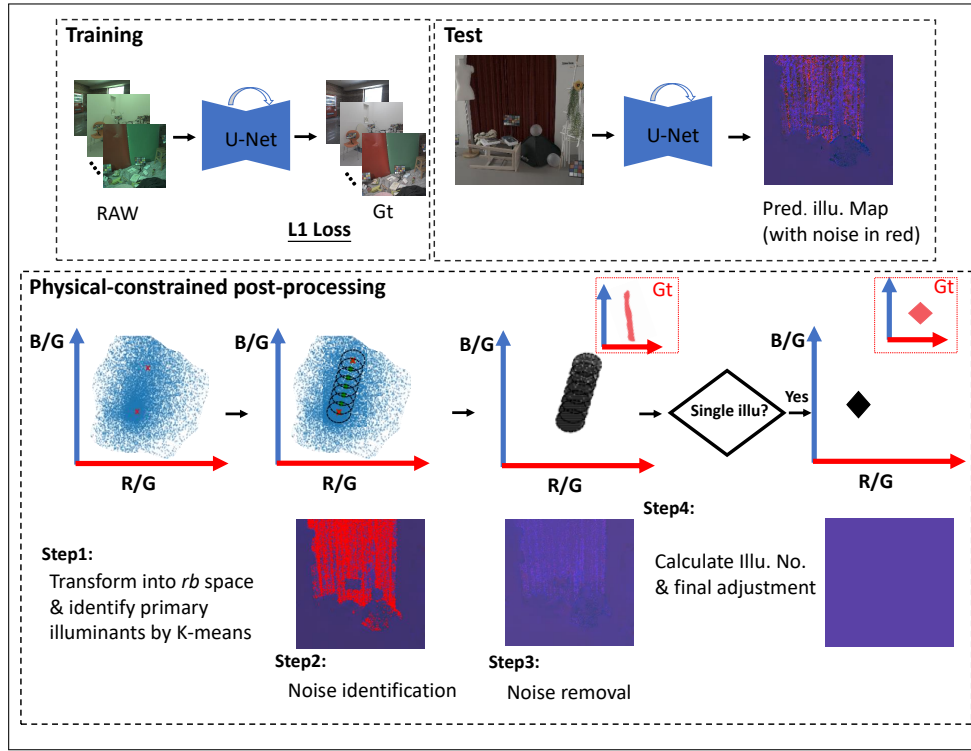 Training
U-Net
RAW
Gt
L1 Loss
Test
U-Net
Pred. illu. Map
(with noise in red)
Physical-constrained post-processing
B/G
R/G
B/G
R/G
Gt
B/G
R/G
Single illu?
Yes
Gt
B/G
R/G
Step1:
Transform into rb space
& identify primary
illuminants by K-means
Step2:
Noise identification
Step3:
Noise removal
Step4:
Calculate Illu. No.
& final adjustment